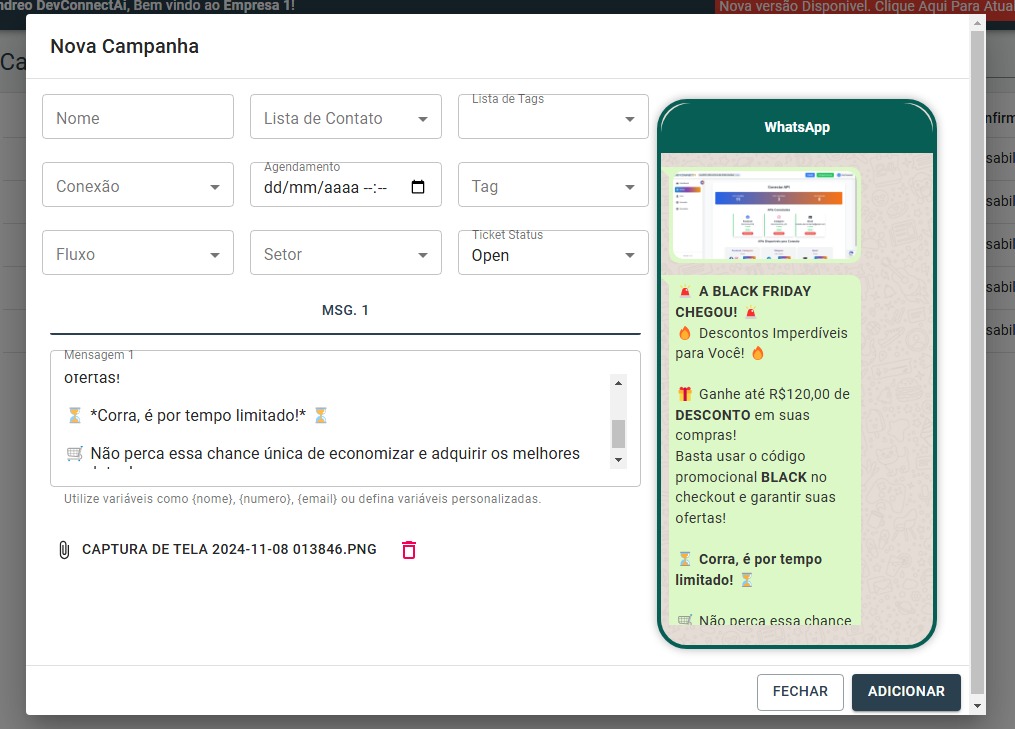 ndreo DevConnectAi, Bem vindo ao Empresa 1!
Nova versão Disponivel. Clique Aqui Para Atual
Ca
Nova Campanha
Nome
Lista de Contato
Lista de Tags
Conexão
Agendamento
dd/mm/aaaa --:--
Tag
Fluxo
Setor
Ticket Status
Open
MSG. 1
Mensagem 1
ofertas!
⏳ *Corra, é por tempo limitado!* ⏳
🛒 Não perca essa chance única de economizar e adquirir os melhores
Utilize variáveis como {nome}, {numero}, {email} ou defina variáveis personalizadas.
CAPTURA DE TELA 2024-11-08 013846.PNG
WhatsApp
🚨 A BLACK FRIDAY
CHEGOU! 🚨
🔥 Descontos Imperdíveis
para Você! 🔥
🎁 Ganhe até R$120,00 de
DESCONTO em suas
compras!
Basta usar o código
promocional BLACK no
checkout e garantir suas
ofertas!
⏳ Corra, é por tempo
limitado! ⏳
🛒 Não perca essa chance
nfirm
sabil
sabil
sabil
sabil
sabil
FECHAR
ADICIONAR